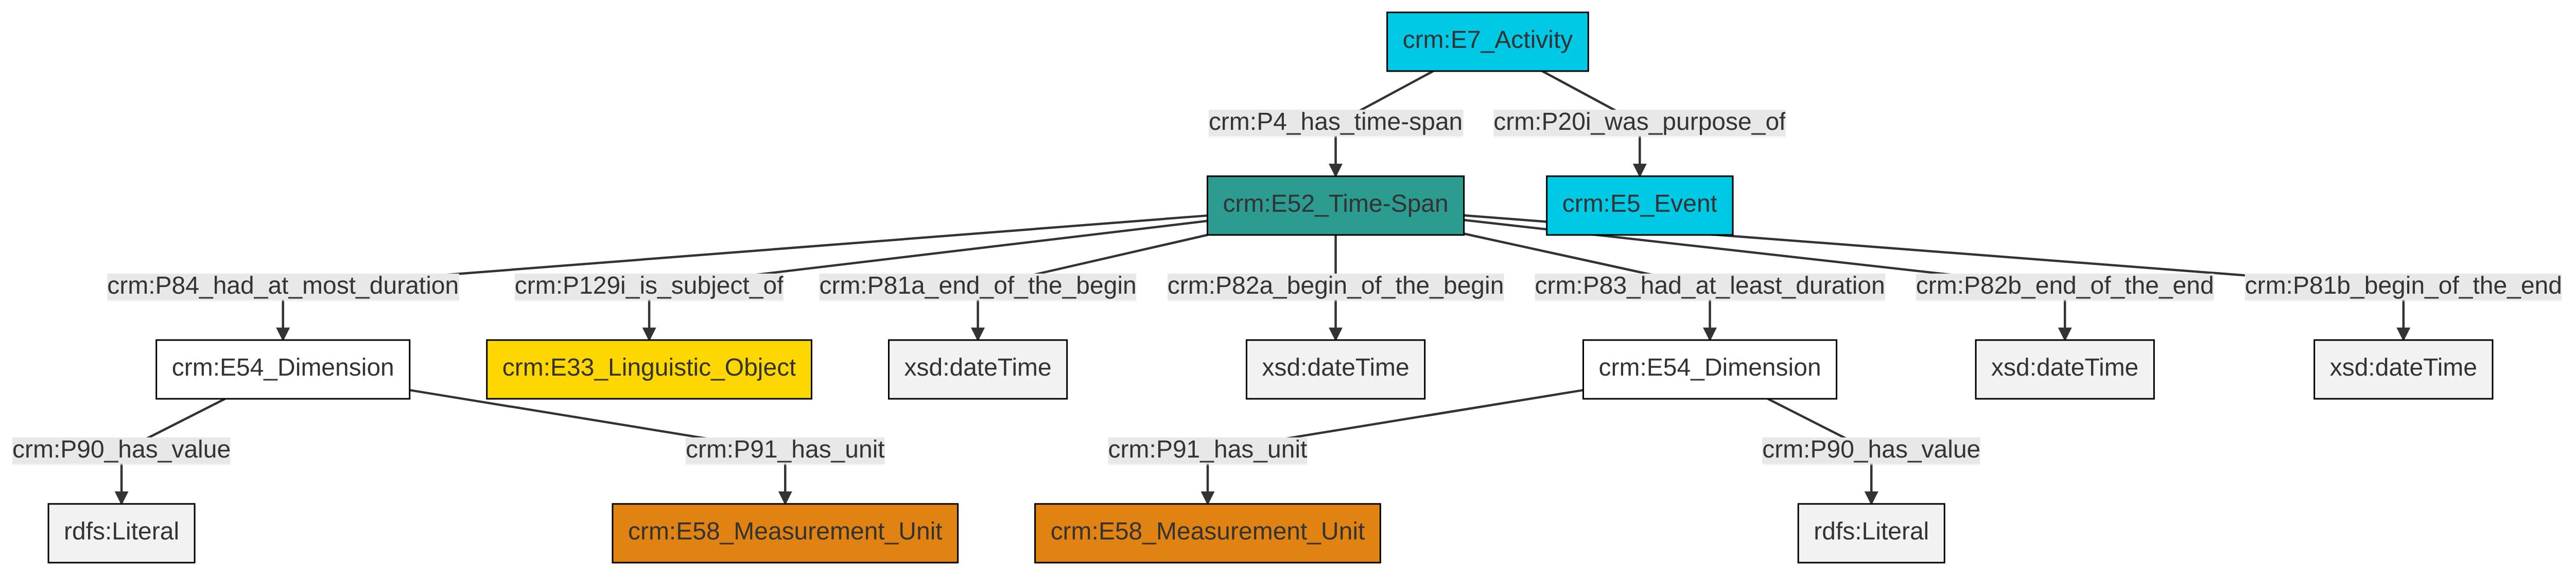 crm:E7_Activity
crm:P4_has_time-span
crm:P20i_was_purpose_of
crm:E52_Time-Span
crm:E5_Event
crm:P84_had_at_most_duration
crm:P129i_is_subject_of
crm:P81a_end_of_the_begin
crm:P82a_begin_of_the_begin
crm:P83_had_at_least_duration
crm:P82b_end_of_the_end
crm:P81b_begin_of_the_end
crm:E54_Dimension
crm:E33_Linguistic_Object
xsd:dateTime
xsd:dateTime
crm:E54_Dimension
xsd:dateTime
xsd:dateTime
crm:P90_has_value
crm:P91_has_unit
crm:P91_has_unit
crm:P90_has_value
rdfs:Literal
crm:E58_Measurement_Unit
crm:E58_Measurement_Unit
rdfs:Literal